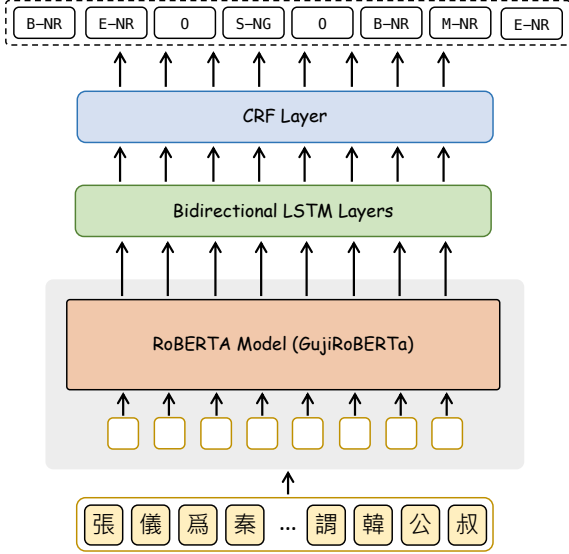 B-NR E-NR O S-NG O B-NR M-NR E-NR
CRF Layer
Bidirectional LSTM Layers
RoBERTA Model (GujiRoBERTa)
張 儀 爲 秦 ... 謂 韓 公 叔